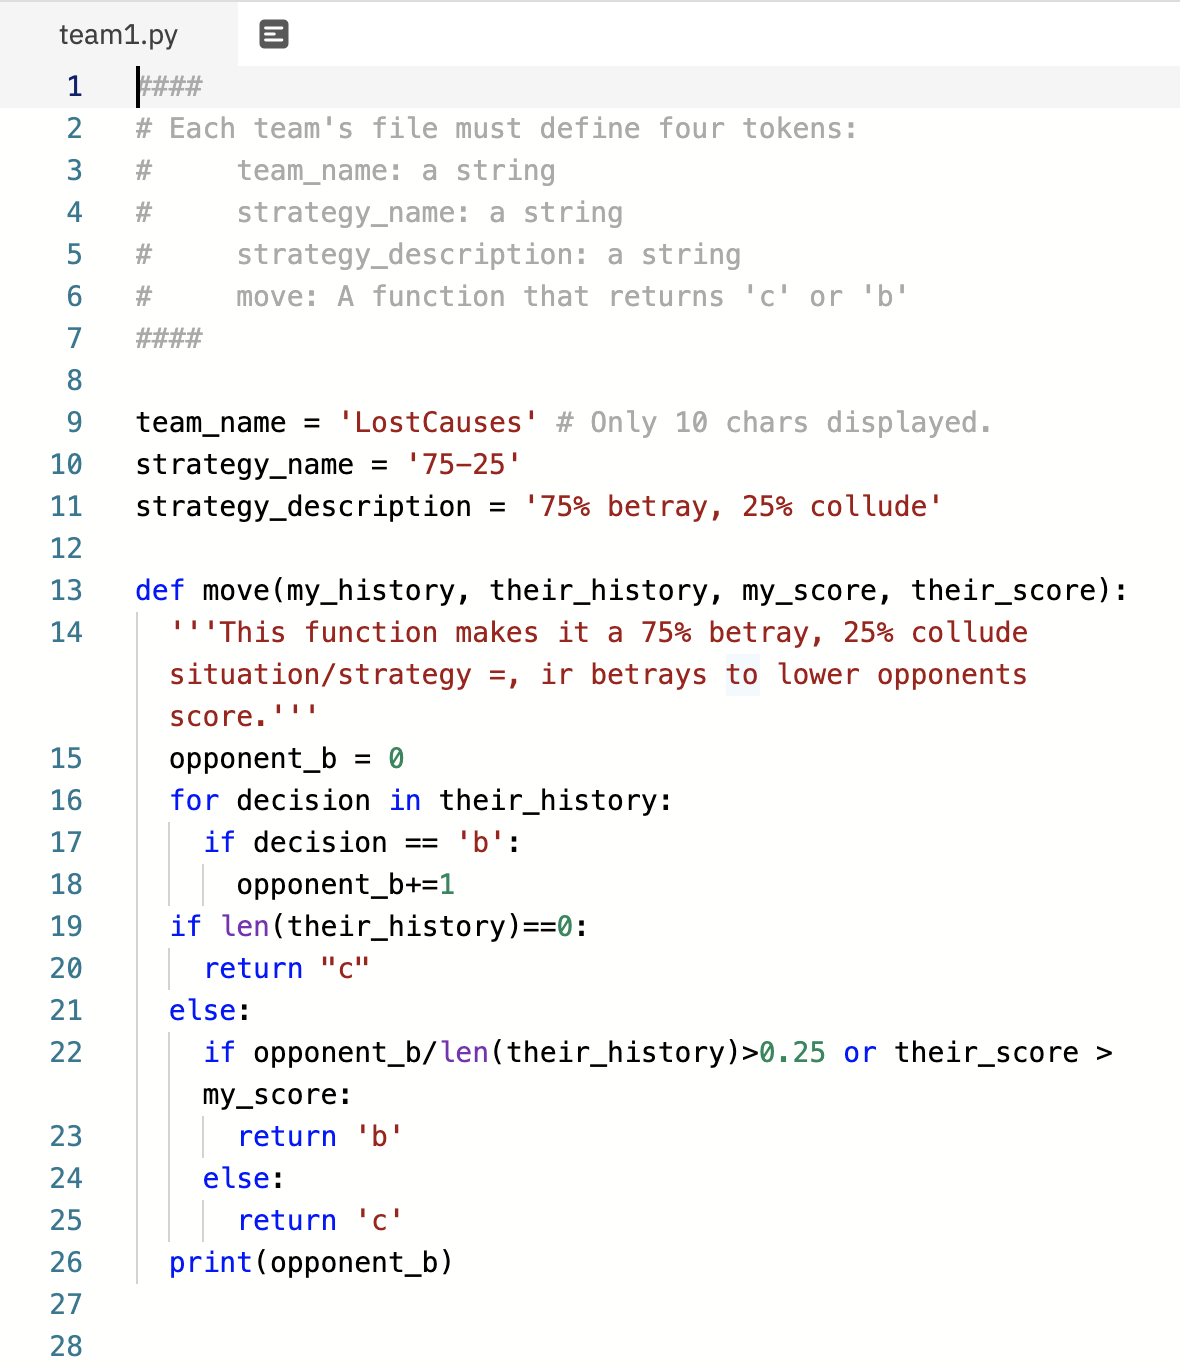 team1.py
1 ####
2 # Each team's file must define four tokens:
3 #     team_name: a string
4 #     strategy_name: a string
5 #     strategy_description: a string
6 #     move: A function that returns 'c' or 'b'
7 ####
8
9 team_name = 'LostCauses' # Only 10 chars displayed.
10 strategy_name = '75-25'
11 strategy_description = '75% betray, 25% collude'
12
13 def move(my_history, their_history, my_score, their_score):
14   '''This function makes it a 75% betray, 25% collude
situation/strategy =, ir betrays to lower opponents
score.'''
15   opponent_b = 0
16   for decision in their_history:
17     if decision == 'b':
18       opponent_b+=1
19   if len(their_history)==0:
20     return "c"
21   else:
22     if opponent_b/len(their_history)>0.25 or their_score >
my_score:
23       return 'b'
24     else:
25       return 'c'
26   print(opponent_b)
27
28